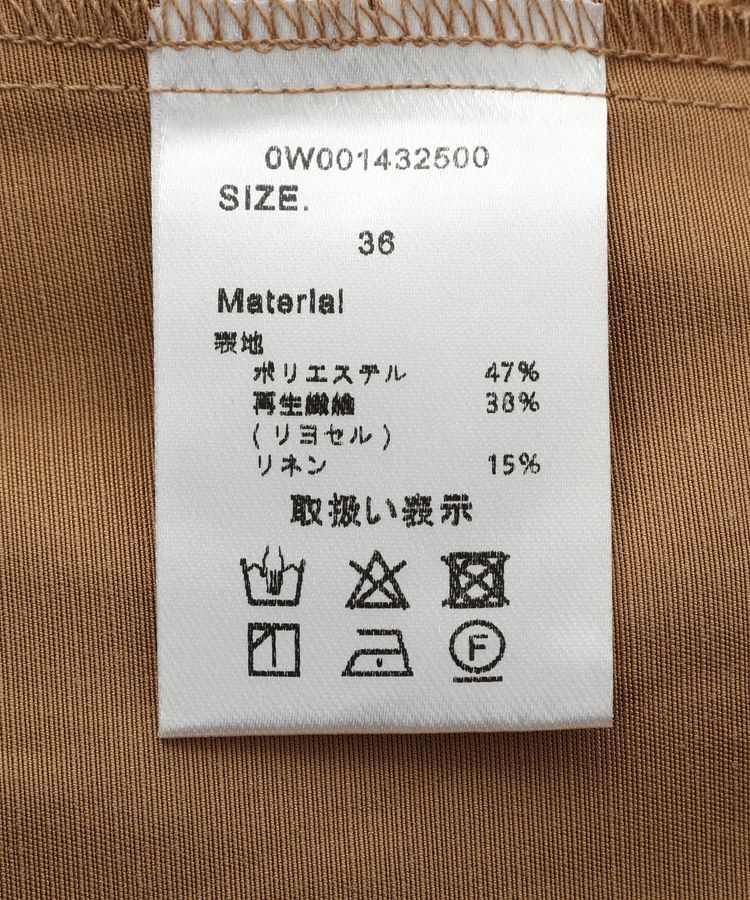 0W001432500
SIZE.
36
Material
表地
ポリエステル 47%
再生繊維 38%
(リヨセル)
リネン 15%
取扱い表示
F